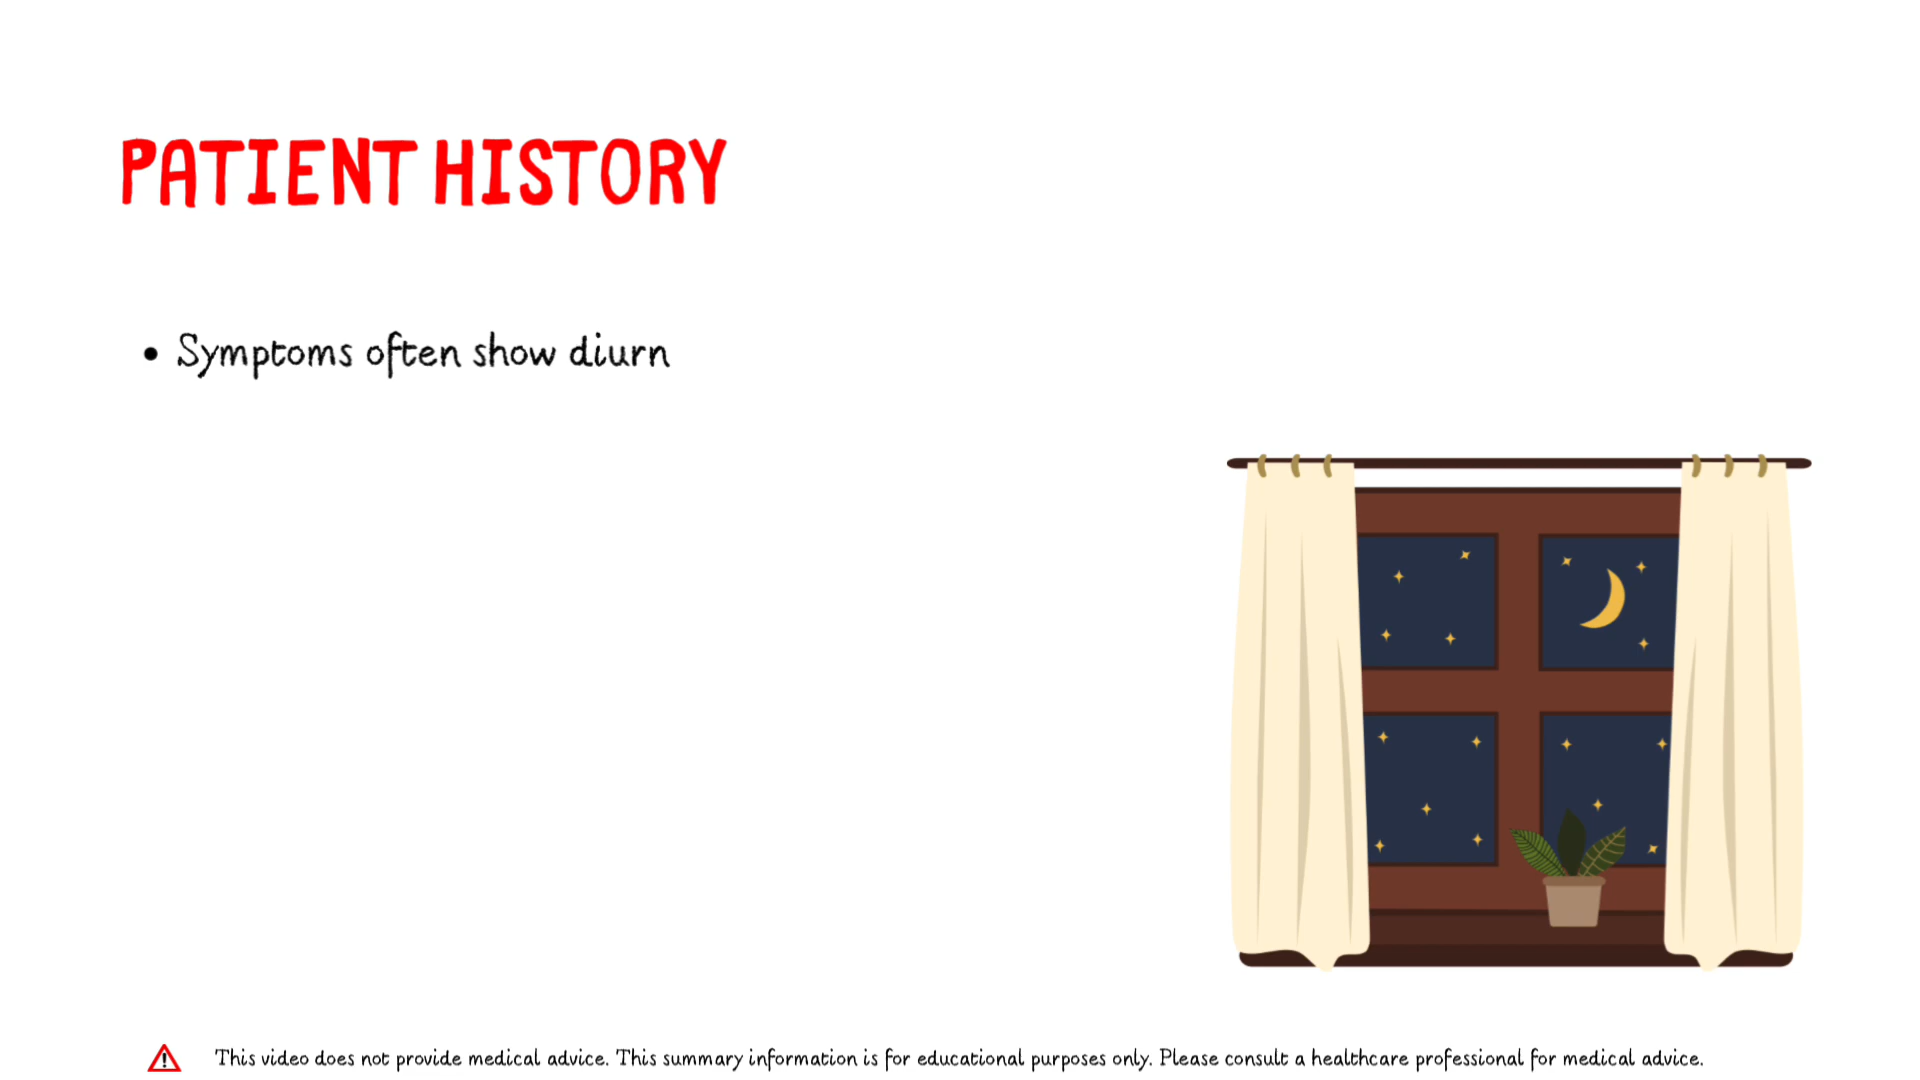 PATIENT HISTORY
• Symptoms often show diurn
This video does not provide medical advice. This summary information is for educational purposes only. Please consult a healthcare professional for medical advice.